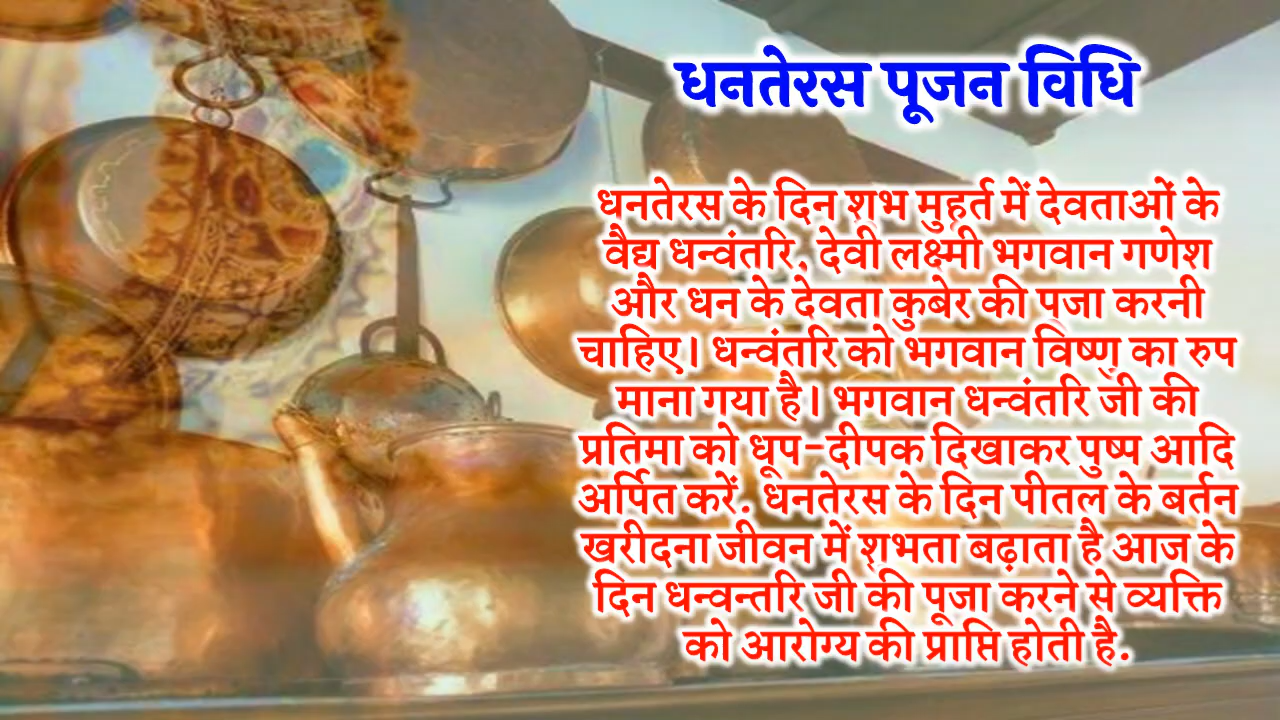 धनतेरस पूजन विधि
धनतेरस के दिन शुभ मुहूर्त में देवताओं के
वैद्य धन्वंतरि, देवी लक्ष्मी भगवान गणेश
और धन के देवता कुबेर की पूजा करनी
चाहिए। धन्वंतरि को भगवान विष्णु का रुप
माना गया है। भगवान धन्वंतरि जी की
प्रतिमा को धूप-दीपक दिखाकर पुष्प आदि
अर्पित करें. धनतेरस के दिन पीतल के बर्तन
खरीदना जीवन में शुभता बढ़ाता है आज के
दिन धन्वन्तरि जी की पूजा करने से व्यक्ति
को आरोग्य की प्राप्ति होती है.